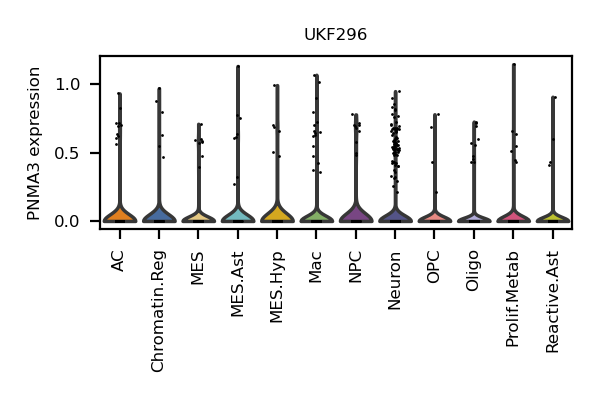 UKF296
PNMA3 expression
1.0
0.5
0.0
AC
Chromatin.Reg
MES
MES.Ast
MES.Hyp
Mac
NPC
Neuron
OPC
Oligo
Prolif.Metab
Reactive.Ast